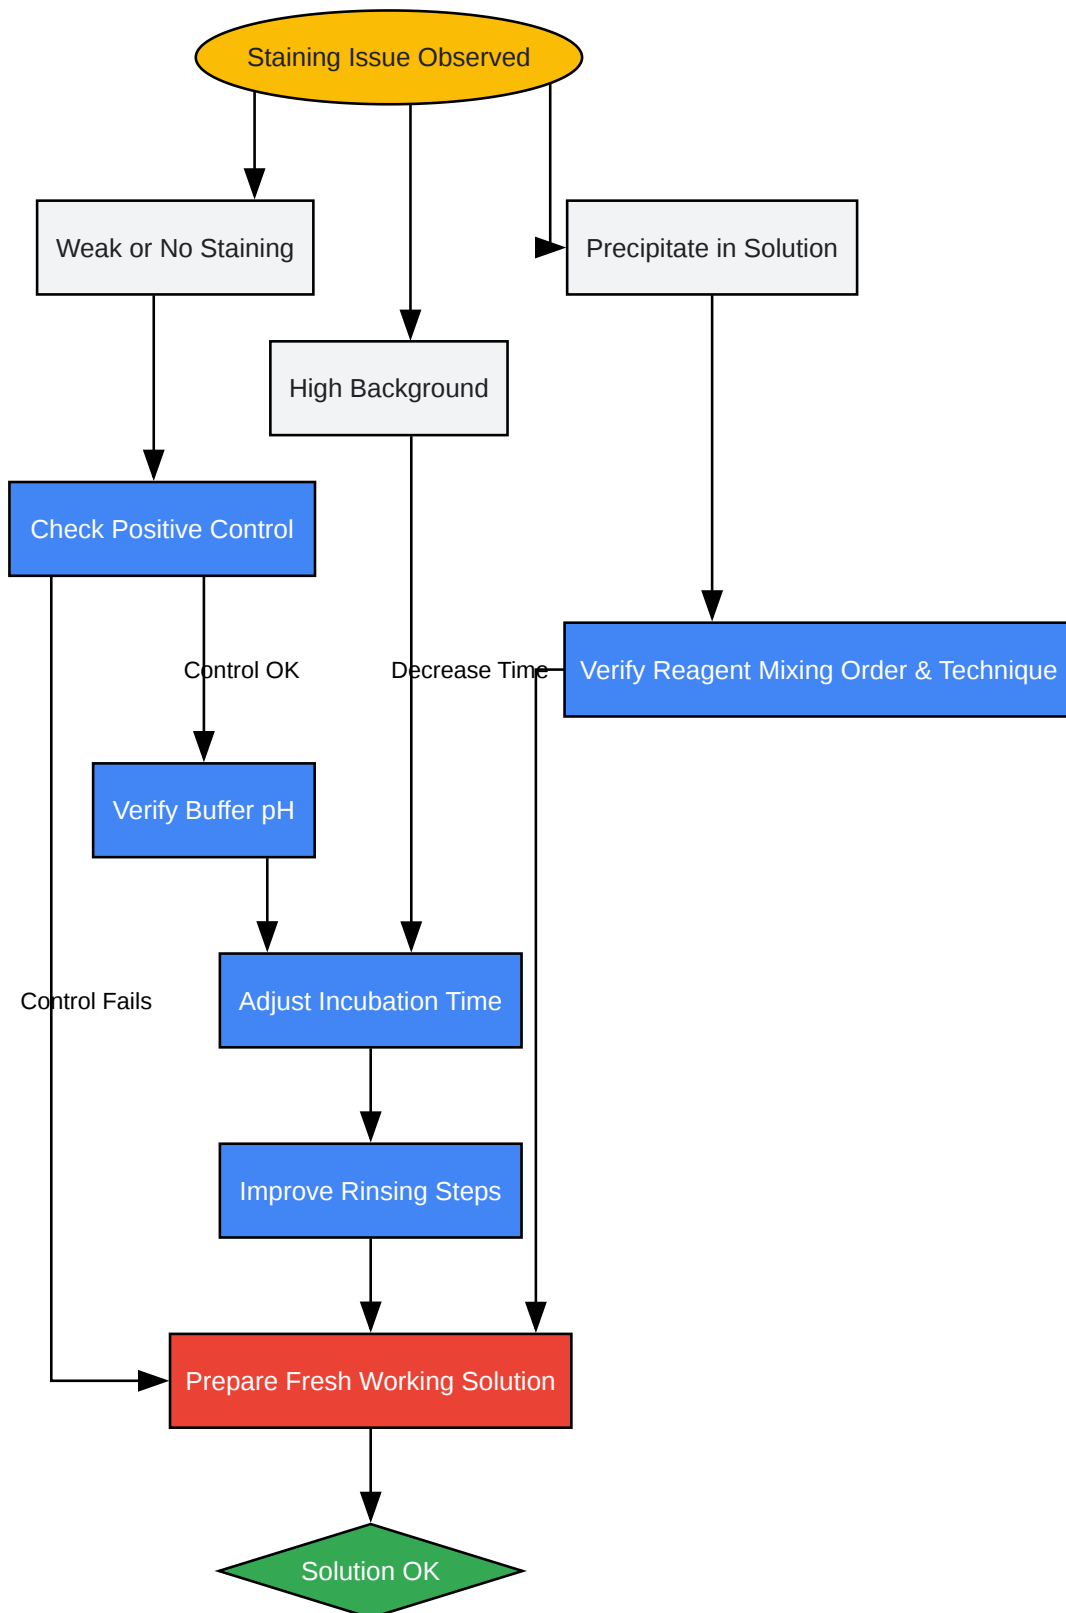 Staining Issue Observed
Weak or No Staining
Precipitate in Solution
High Background
Check Positive Control
Control OK
Decrease Time
Verify Reagent Mixing Order & Technique
Verify Buffer pH
Adjust Incubation Time
Control Fails
Improve Rinsing Steps
Prepare Fresh Working Solution
Solution OK